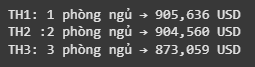 TH1: 1 phòng ngủ → 905,636 USD
TH2 :2 phòng ngủ → 904,560 USD
TH3: 3 phòng ngủ → 873,059 USD